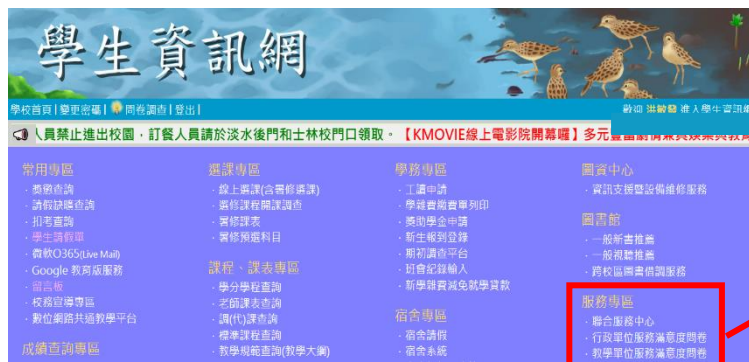 學生資訊網
學校首頁 | 變更密碼 | 問卷調查 | 登出 |
歡迎 洪敏發 進入學生資訊網
人員禁止進出校園，訂餐人員請於淡水後門和士林校門口領取。【KMOVIE線上電影院開幕囉】多元豐富劇情兼具娛樂與教育
常用專區
· 獎懲查詢
· 請假缺曠查詢
· 扣考查詢
· 學生請假單
· 微軟O365(Live Mail)
· Google 教育版服務
· 留言板
· 校務宣導專區
· 數位網路共通教學平台
成績查詢專區
選課專區
· 線上選課(含暑修選課)
· 選修課程開課調查
· 暑修課表
· 暑修預選科目
課程、課表專區
· 學分學程查詢
· 老師課表查詢
· 調(代)課查詢
· 標準課程查詢
· 教學規範查詢(教學大綱)
學務專區
· 工讀申請
· 學雜費繳費單列印
· 獎助學金申請
· 新生報到登錄
· 期初調查平台
· 班會紀錄輸入
· 新學雜費減免就學貸款
宿舍專區
· 宿舍請假
· 宿舍系統
圖資中心
· 資訊支援暨設備維修服務
圖書館
· 一般新書推薦
· 一般視聽推薦
· 跨校區圖書借調服務
服務專區
· 聯合服務中心
· 行政單位服務滿意度問卷
· 教學單位服務滿意度問卷